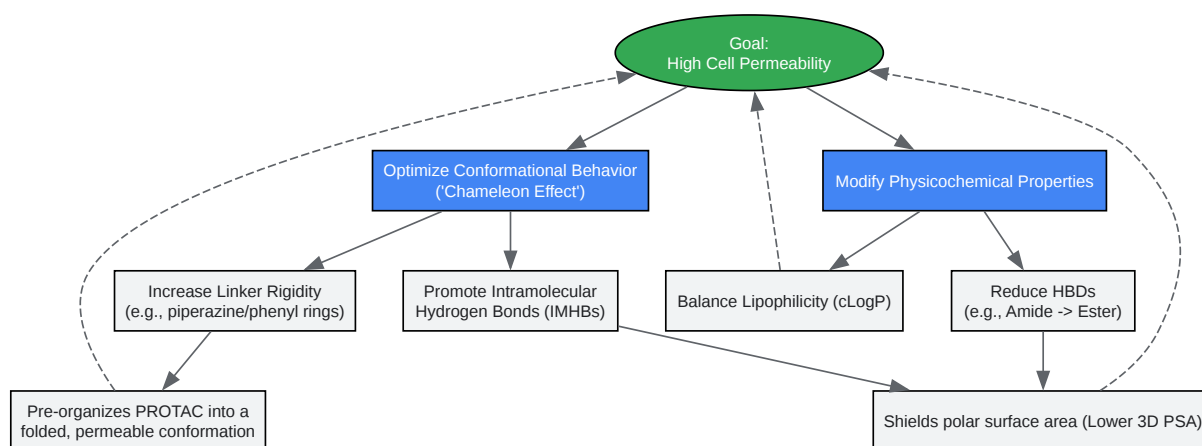 Goal:
High Cell Permeability
Optimize Conformational Behavior
('Chameleon Effect')
Modify Physicochemical Properties
Increase Linker Rigidity
(e.g., piperazine/phenyl rings)
Promote Intramolecular
Hydrogen Bonds (IMHBs)
Balance Lipophilicity (cLogP)
Reduce HBDs
(e.g., Amide -> Ester)
Pre-organizes PROTAC into a
folded, permeable conformation
Shields polar surface area (Lower 3D PSA)